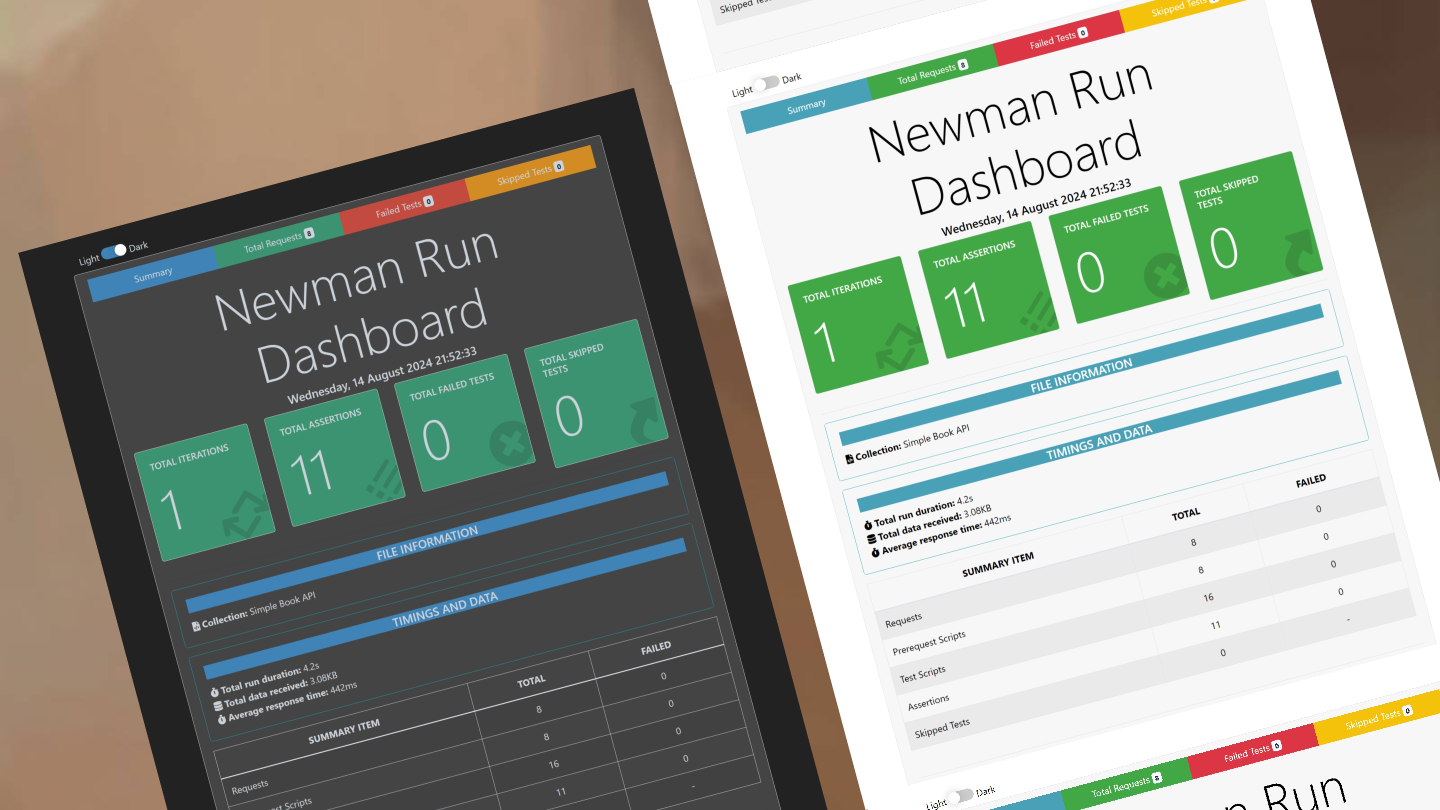 Light Dark
Summary
Total Requests 8
Failed Tests 0
Skipped Tests 0
Newman Run
Dashboard
Wednesday, 14 August 2024 21:52:33
TOTAL ITERATIONS
1
TOTAL ASSERTIONS
11
TOTAL FAILED TESTS
0
TOTAL SKIPPED
TESTS
0
FILE INFORMATION
Collection: Simple Book API
TIMINGS AND DATA
Total run duration: 4.2s
Total data received: 3.08KB
Average response time: 442ms
SUMMARY ITEM TOTAL FAILED
Requests 8 0
Scripts 8 0
16 0
11 0
-
Skipped
Light Dark
Summary
Total Requests 8
Failed Tests 0
Skipped Tests
Newman Run
Dashboard
Wednesday, 14 August 2024 21:52:33
TOTAL ITERATIONS
1
TOTAL ASSERTIONS
11
TOTAL FAILED TESTS
0
TOTAL SKIPPED
TESTS
0
FILE INFORMATION
Collection: Simple Book API
TIMINGS AND DATA
Total run duration: 4.2s
Total data received: 3.08KB
Average response time: 442ms
SUMMARY ITEM TOTAL FAILED
Requests 8 0
Prerequest Scripts 8 0
Test Scripts 16 0
Assertions 11 0
Skipped Tests 0 -
Light Dark
Total Requests 8
Failed Tests 0
Skipped Tests 0
Run